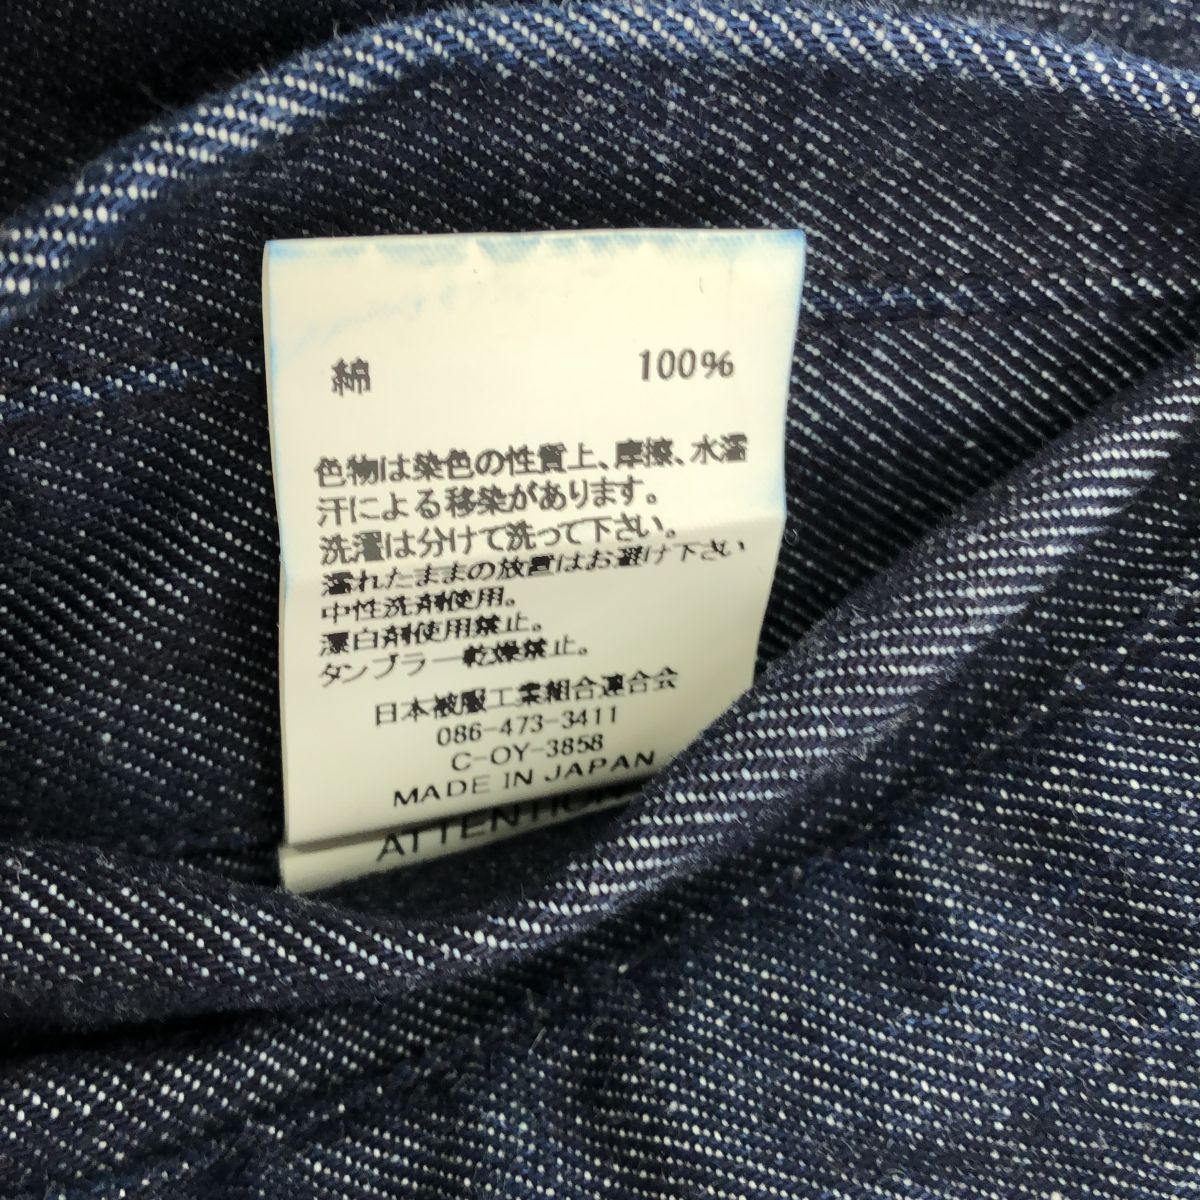 綿 100%
色物は染色の性質上、摩擦、水濡
汗による移染があります。
洗濯は分けて洗って下さい。
濡れたままの放置はお避け下さい
中性洗剤使用。
漂白剤使用禁止。
タンブラー乾燥禁止。
日本被服工業組合連合会
086-473-3411
C-OY-3858
MADE IN JAPAN
ATTENTION